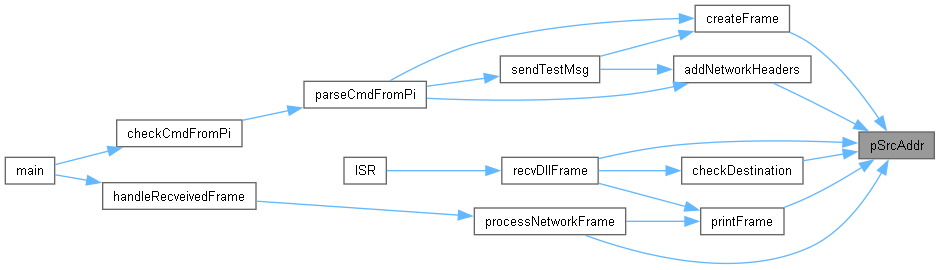 createFrame
sendTestMsg
addNetworkHeaders
parseCmdFromPi
checkCmdFromPi
pSrcAddr
main
ISR
recvDllFrame
checkDestination
handleRecveivedFrame
processNetworkFrame
printFrame